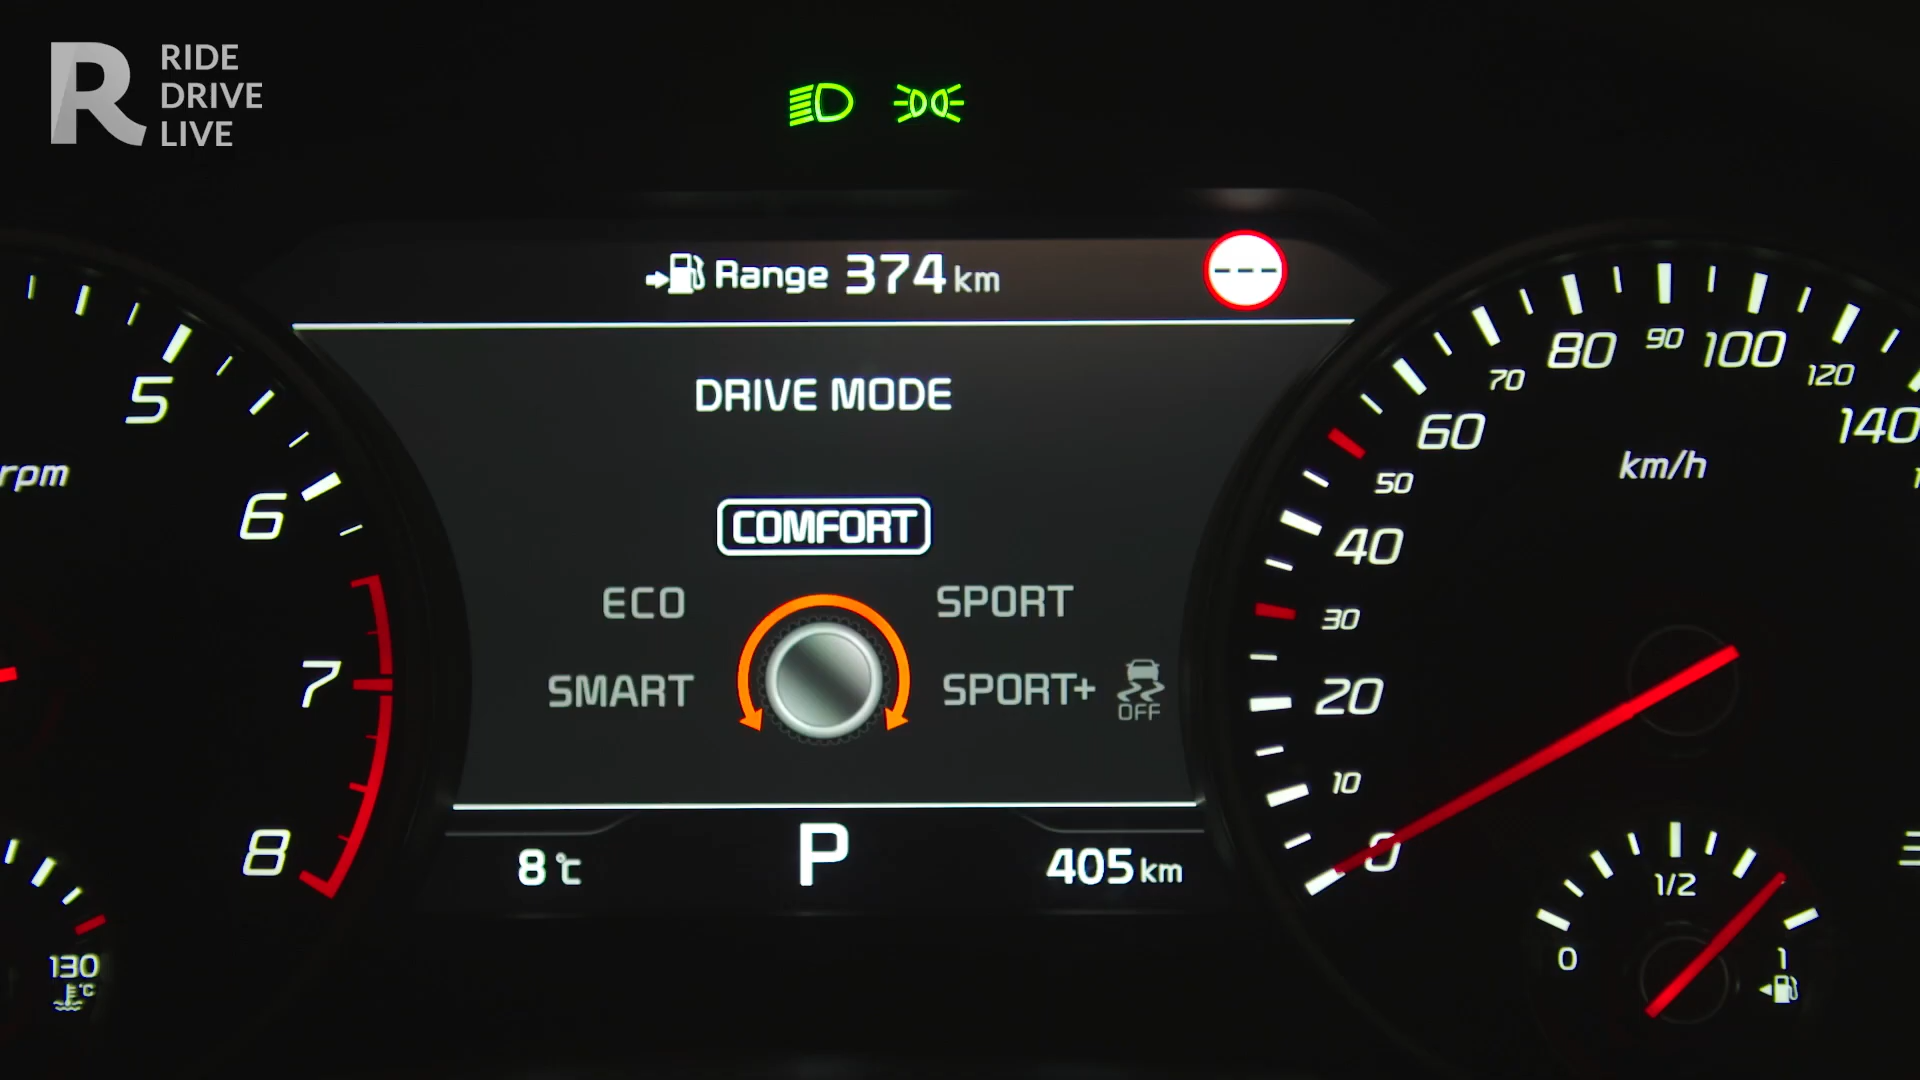 RIDE
DRIVE
LIVE
Range 374 km
---
DRIVE MODE
COMFORT
ECO
SPORT
SMART
SPORT+
OFF
8℃
P
405 km
5
rpm
6
7
8
130
℃
0
10
20
30
40
50
60
70
80
90
100
120
140
km/h
0
1/2
1